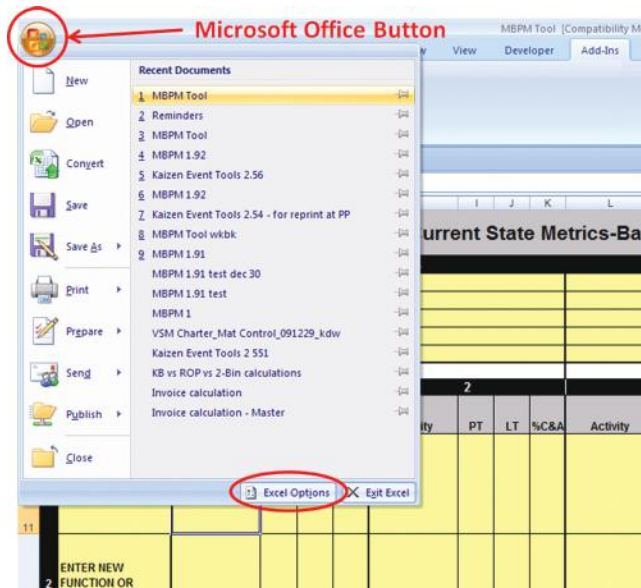 Microsoft Office Button
MBPM Tool [Compatibility M
View Developer Add-Ins
New
Open
Convert
Save
Save As
Print
Prepare
Send
Publish
Close
Recent Documents
1 MBPM Tool
2 Reminders
3 MBPM Tool
4 MBPM 1.92
5 Kaizen Event Tools 2.56
6 MBPM 1.92
7 Kaizen Event Tools 2.54 - for reprint at PP
8 MBPM Tool wkbk
9 MBPM 1.91
MBPM 1.91 test dec 30
MBPM 1.91 test
MBPM 1
VSM Charter_Mat Control_091229_kdw
Kaizen Event Tools 2 551
KB vs ROP vs 2-Bin calculations
Invoice calculation
Invoice calculation - Master
Excel Options Exit Excel
I J K L
urrent State Metrics-Ba
2
ity PT LT %C&A Activity
11
ENTER NEW
2 FUNCTION OR